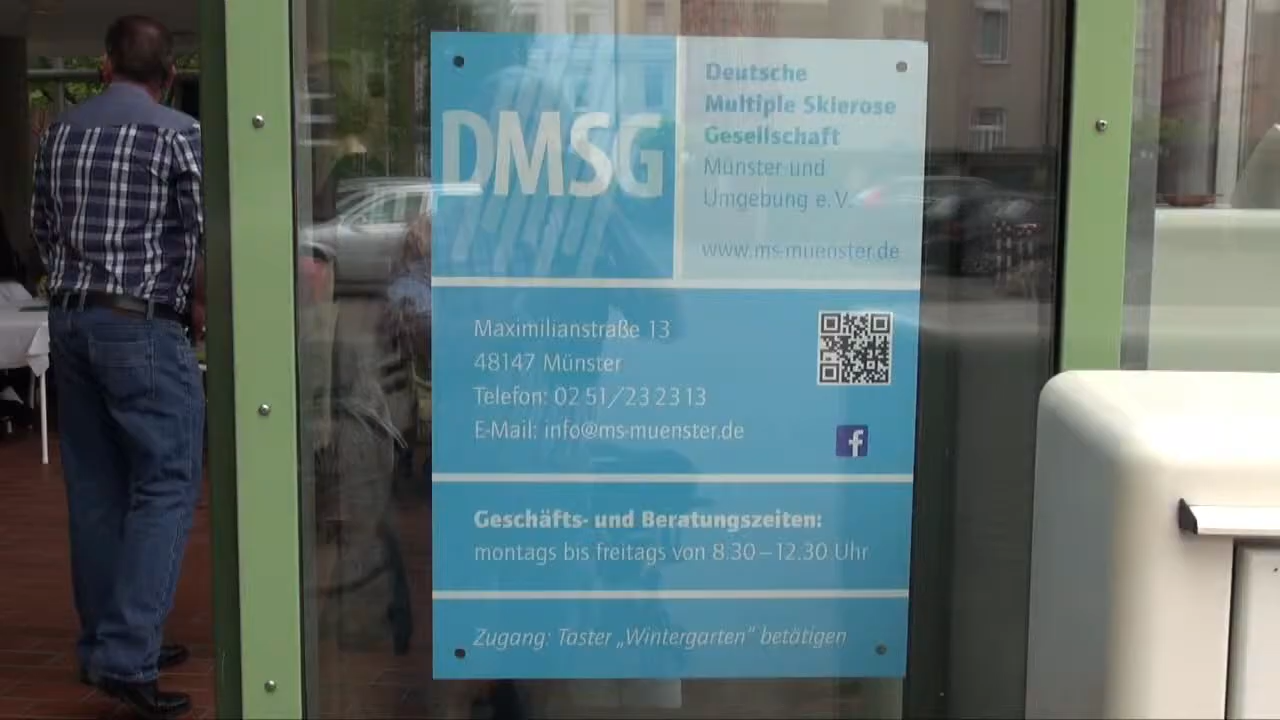 DMSG
Deutsche
Multiple Sklerose
Gesellschaft
Münster und
Umgebung e.V.
www.ms-muenster.de
Maximilianstraße 13
48147 Münster
Telefon: 02 51/23 23 13
E-Mail: info@ms-muenster.de
f
Geschäfts- und Beratungszeiten:
montags bis freitags von 8.30–12.30 Uhr
Zugang: Taster „Wintergarten“ betätigen